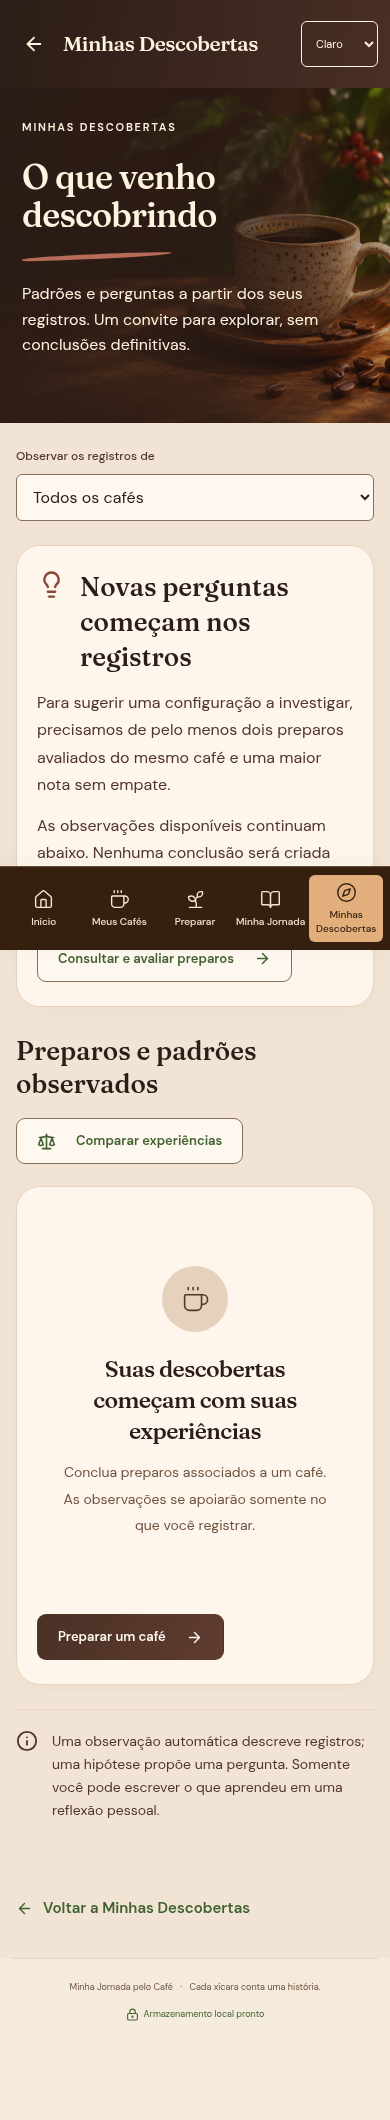 Minhas Descobertas
Claro
MINHAS DESCOBERTAS
O que venho
descobrindo
Padrões e perguntas a partir dos seus
registros. Um convite para explorar, sem
conclusões definitivas.
Observar os registros de
Todos os cafés
Novas perguntas
começam nos
registros
Para sugerir uma configuração a investigar,
precisamos de pelo menos dois preparos
avaliados do mesmo café e uma maior
nota sem empate.
As observações disponíveis continuam
abaixo. Nenhuma conclusão será criada
Início
Meus Cafés
Preparar
Minha Jornada
Minhas
Descobertas
Consultar e avaliar preparos
Preparos e padrões
observados
Comparar experiências
Suas descobertas
começam com suas
experiências
Conclua preparos associados a um café.
As observações se apoiarão somente no
que você registrar.
Preparar um café
Uma observação automática descreve registros;
uma hipótese propõe uma pergunta. Somente
você pode escrever o que aprendeu em uma
reflexão pessoal.
Voltar a Minhas Descobertas
Minha Jornada pelo Café · Cada xícara conta uma história.
Armazenamento local pronto